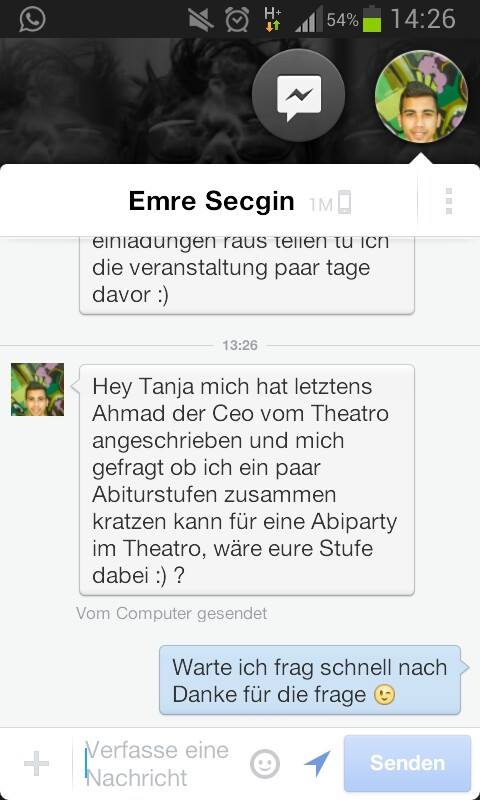 H+
54%
14:26
Emre Secgin 1M
einladungen raus teilen tu ich
die veranstaltung paar tage
davor :)
13:26
Hey Tanja mich hat letztens
Ahmad der Ceo vom Theatro
angeschrieben und mich
gefragt ob ich ein paar
Abiturstufen zusammen
kratzen kann für eine Abiparty
im Theatro, wäre eure Stufe
dabei :) ?
Vom Computer gesendet
Warte ich frag schnell nach
Danke für die frage 😉
Verfasse eine
Nachricht
Senden